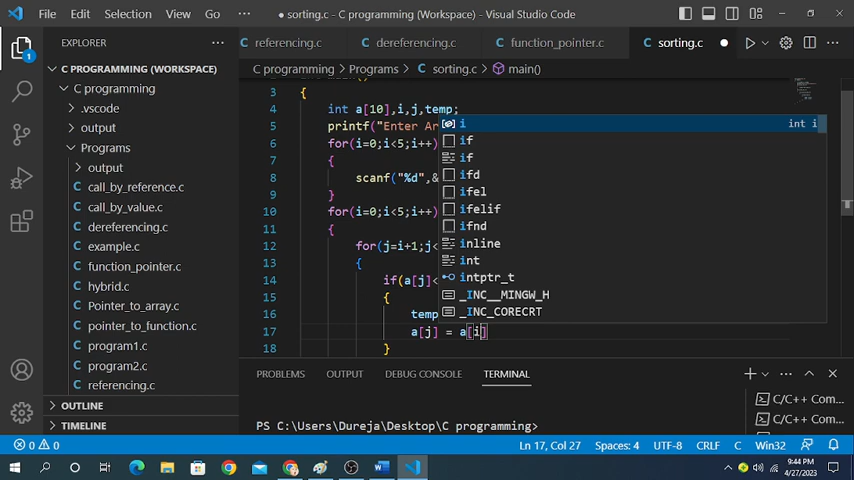 File Edit Selection View Go ··· ● sorting.c - C programming (Workspace) - Visual Studio Code
EXPLORER ···
C PROGRAMMING (WORKSPACE)
C programming
.vscode
output
Programs
output
call_by_reference.c
call_by_value.c
dereferencing.c
example.c
function_pointer.c
hybrid.c
Pointer_to_array.c
pointer_to_function.c
program1.c
program2.c
referencing.c
OUTLINE
TIMELINE
referencing.c dereferencing.c function_pointer.c sorting.c
C programming > Programs > sorting.c > main()
3 {
4 int a[10],i,j,temp;
5 printf("Enter Ar
6 for(i=0;i<5;i++)
7 {
8 scanf("%d",&
9 }
10 for(i=0;i<5;i++)
11 {
12 for(j=i+1;j<
13 {
14 if(a[j]<
15 {
16 temp
17 a[j] = a[i]
18 }
i int i
if
if
ifd
ifel
ifelif
ifnd
inline
int
intptr_t
_INC__MINGW_H
_INC_CORECRT
PROBLEMS OUTPUT DEBUG CONSOLE TERMINAL
PS C:\Users\Dureja\Desktop\C programming>
C/C++ Com...
C/C++ Com...
0 0 Ln 17, Col 27 Spaces: 4 UTF-8 CRLF C Win32
9:44 PM
4/27/2023